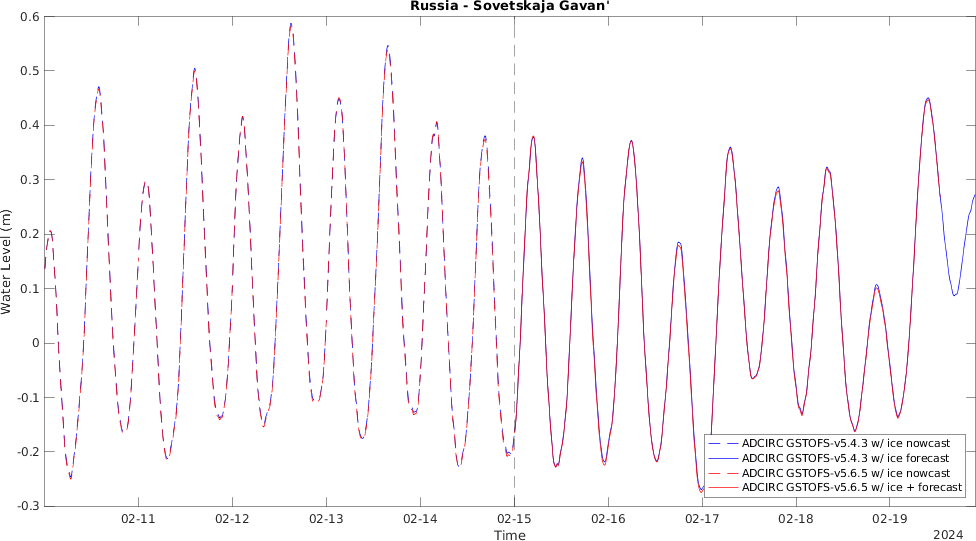 Russia - Sovetskaja Gavan'
0.6
0.5
0.4
0.3
0.2
0.1
0
-0.1
-0.2
-0.3
Water Level (m)
ADCIRC GSTOFS-v5.4.3 w/ ice nowcast
ADCIRC GSTOFS-v5.4.3 w/ ice forecast
ADCIRC GSTOFS-v5.6.5 w/ ice nowcast
ADCIRC GSTOFS-v5.6.5 w/ ice + forecast
02-11
02-12
02-13
02-14
02-15
02-16
02-17
02-18
02-19
Time
2024